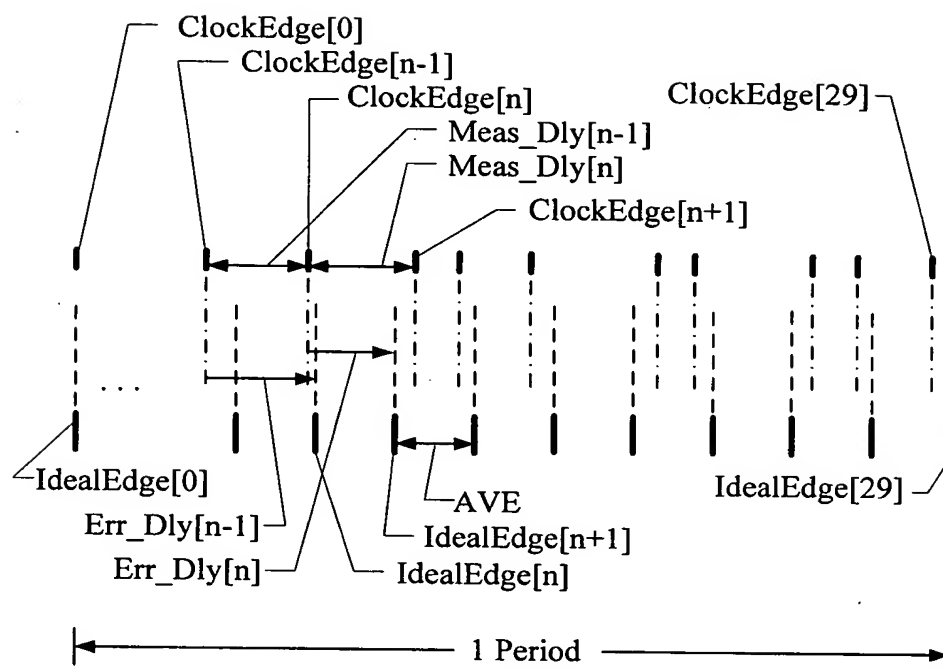 ClockEdge[0]
ClockEdge[n-1]
ClockEdge[n]
ClockEdge[29]
Meas_Dly[n-1]
Meas_Dly[n]
ClockEdge[n+1]
. . .
IdealEdge[0]
AVE
IdealEdge[29]
Err_Dly[n-1]
IdealEdge[n+1]
Err_Dly[n]
IdealEdge[n]
1 Period